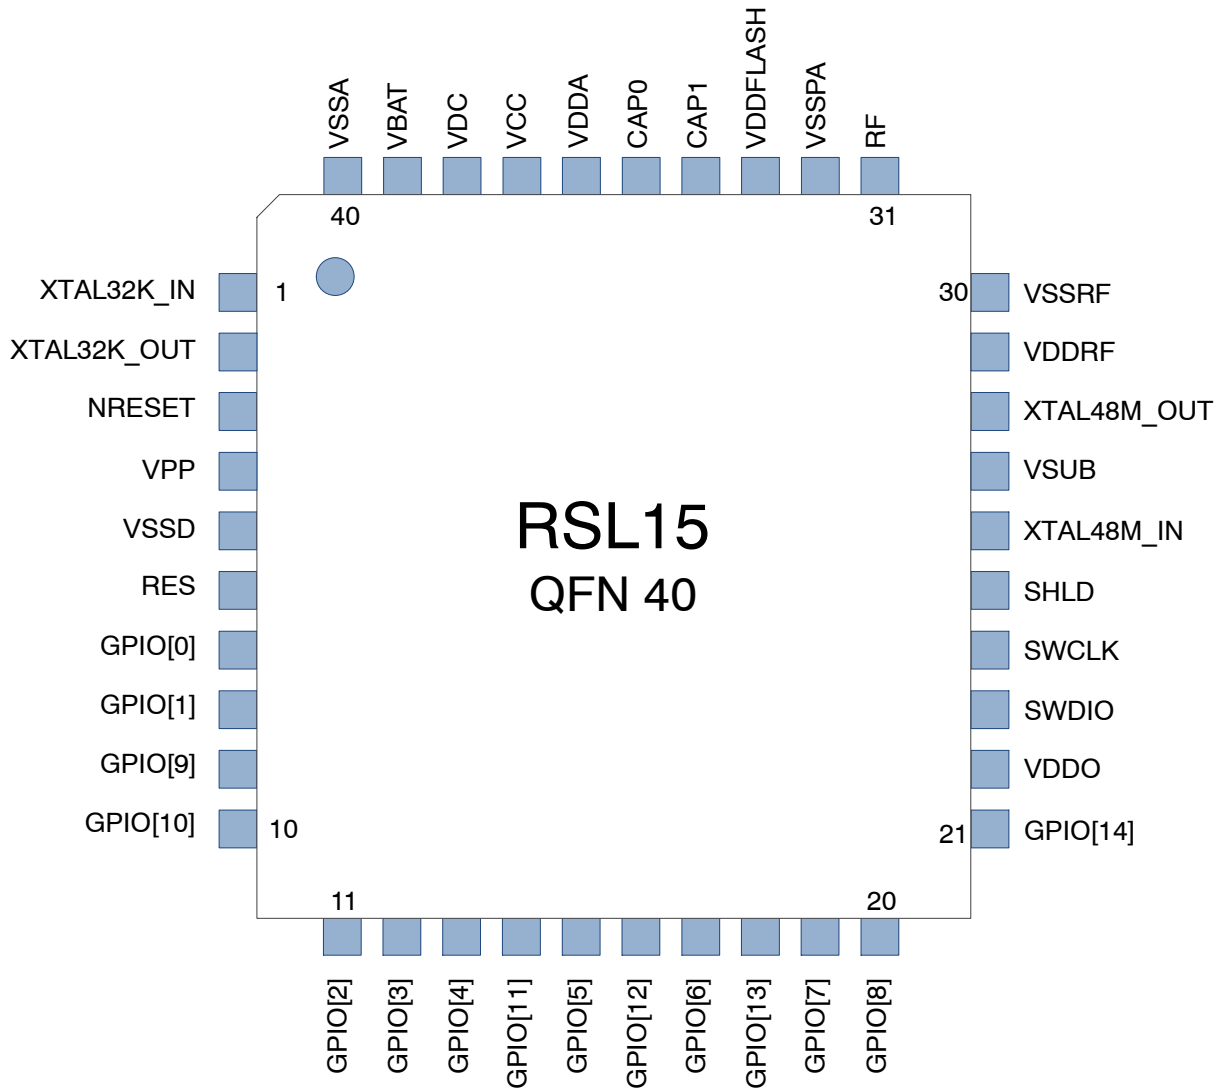 VSSA
VBAT
VDC
VCC
VDDA
CAP0
CAP1
VDDFLASH
VSSPA
RF
40
31
XTAL32K_IN
1
30
VSSRF
XTAL32K_OUT
VDDRF
NRESET
XTAL48M_OUT
VPP
VSUB
VSSD
XTAL48M_IN
RSL15
QFN 40
RES
SHLD
GPIO[0]
SWCLK
GPIO[1]
SWDIO
GPIO[9]
VDDO
GPIO[10]
10
21
GPIO[14]
11
20
GPIO[2]
GPIO[3]
GPIO[4]
GPIO[11]
GPIO[5]
GPIO[12]
GPIO[6]
GPIO[13]
GPIO[7]
GPIO[8]